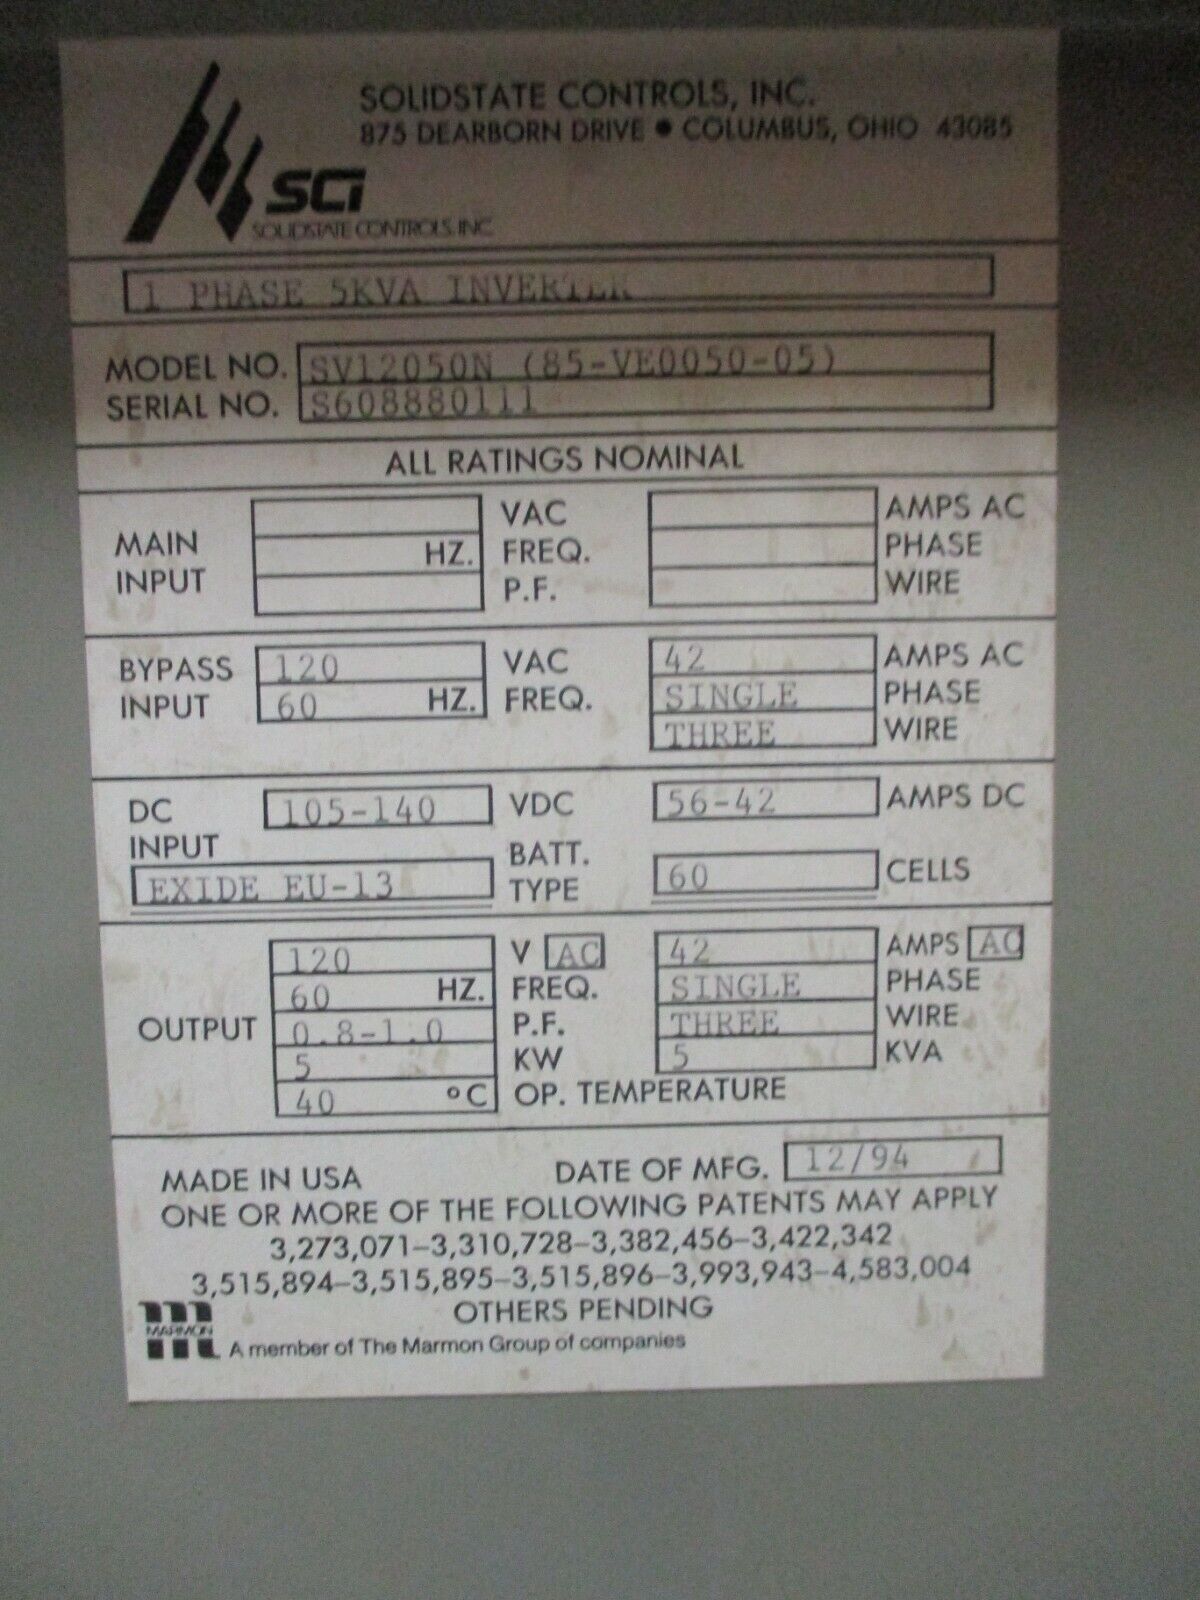 SOLIDSTATE CONTROLS, INC.
875 DEARBORN DRIVE • COLUMBUS, OHIO 43085
SCI
SOLIDSTATE CONTROLS, INC.
1 PHASE 5KVA INVERTER
MODEL NO. SV12050N (85-VE0050-05)
SERIAL NO. S608880111
ALL RATINGS NOMINAL
MAIN INPUT
VAC AMPS AC
HZ. FREQ. PHASE
P.F. WIRE
BYPASS INPUT
120 VAC 42 AMPS AC
60 HZ. FREQ. SINGLE PHASE
THREE WIRE
DC INPUT 105-140 VDC 56-42 AMPS DC
EXIDE EU-13 BATT. TYPE 60 CELLS
OUTPUT
120 V AC 42 AMPS AC
60 HZ. FREQ. SINGLE PHASE
0.8-1.0 P.F. THREE WIRE
5 KW 5 KVA
40 °C OP. TEMPERATURE
MADE IN USA DATE OF MFG. 12/94
ONE OR MORE OF THE FOLLOWING PATENTS MAY APPLY
3,273,071-3,310,728-3,382,456-3,422,342
3,515,894-3,515,895-3,515,896-3,993,943-4,583,004
OTHERS PENDING
MARMON
A member of The Marmon Group of companies